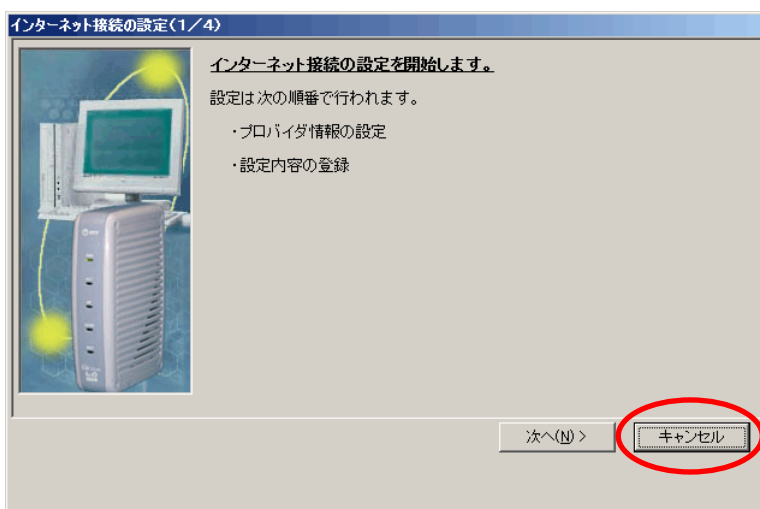 インターネット接続の設定(1/4)
インターネット接続の設定を開始します。
設定は次の順番で行われます。
・プロバイダ情報の設定
・設定内容の登録
次へ(N) >
キャンセル